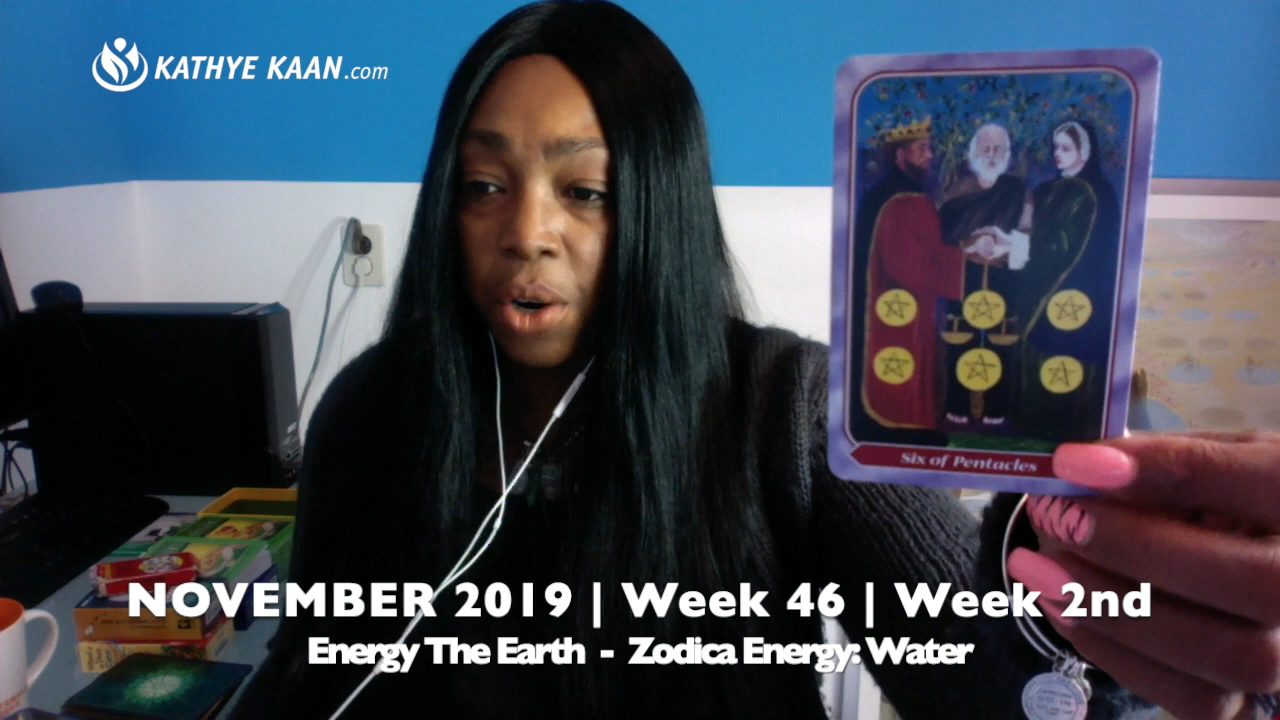 KATHYE KAAN.com
Six of Pentacles
NOVEMBER 2019 | Week 46 | Week 2nd
Energy The Earth - Zodica Energy: Water